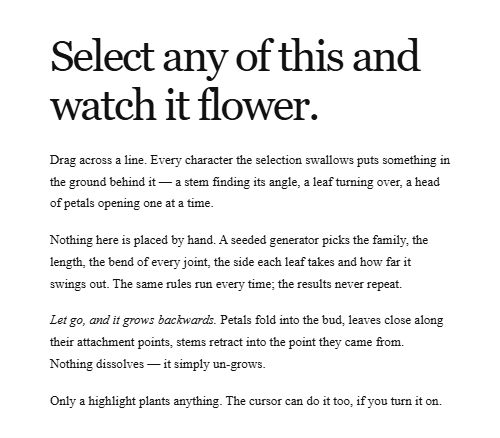 Select any of this and
watch it flower.
Drag across a line. Every character the selection swallows puts something in
the ground behind it — a stem finding its angle, a leaf turning over, a head
of petals opening one at a time.
Nothing here is placed by hand. A seeded generator picks the family, the
length, the bend of every joint, the side each leaf takes and how far it
swings out. The same rules run every time; the results never repeat.
Let go, and it grows backwards. Petals fold into the bud, leaves close along
their attachment points, stems retract into the point they came from.
Nothing dissolves — it simply un-grows.
Only a highlight plants anything. The cursor can do it too, if you turn it on.